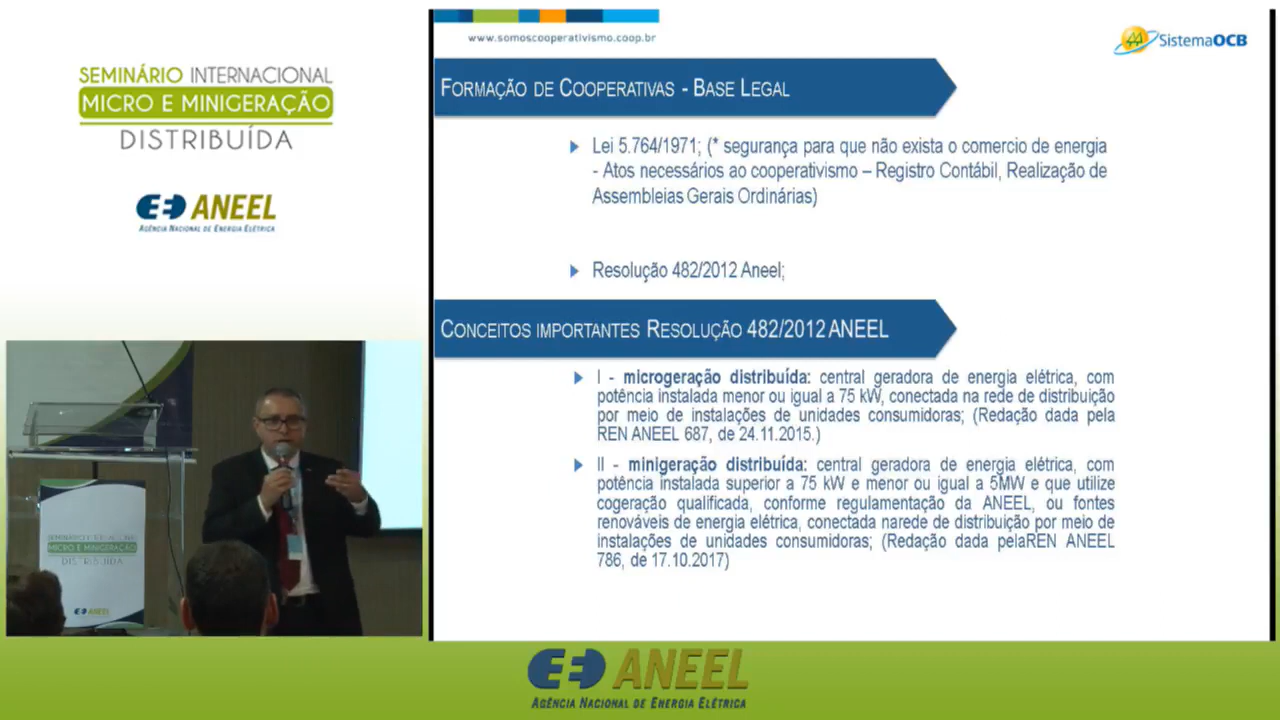 SEMINÁRIO INTERNACIONAL
MICRO E MINIGERAÇÃO
DISTRIBUÍDA
ANEEL
AGÊNCIA NACIONAL DE ENERGIA ELÉTRICA
www.somoscooperativismo.coop.br
SistemaOCB
FORMAÇÃO DE COOPERATIVAS - BASE LEGAL
Lei 5.764/1971; (* segurança para que não exista o comercio de energia
- Atos necessários ao cooperativismo – Registro Contábil, Realização de
Assembleias Gerais Ordinárias)
Resolução 482/2012 Aneel;
CONCEITOS IMPORTANTES RESOLUÇÃO 482/2012 ANEEL
I - microgeração distribuída: central geradora de energia elétrica, com
potência instalada menor ou igual a 75 kW, conectada na rede de distribuição
por meio de instalações de unidades consumidoras; (Redação dada pela
REN ANEEL 687, de 24.11.2015.)
II - minigeração distribuída: central geradora de energia elétrica, com
potência instalada superior a 75 kW e menor ou igual a 5MW e que utilize
cogeração qualificada, conforme regulamentação da ANEEL, ou fontes
renováveis de energia elétrica, conectada narede de distribuição por meio de
instalações de unidades consumidoras; (Redação dada pelaREN ANEEL
786, de 17.10.2017)
SEMINÁRIO INTERNACIONAL
MICRO E MINIGERAÇÃO
DISTRIBUÍDA
ANEEL
ANEEL
AGÊNCIA NACIONAL DE ENERGIA ELÉTRICA